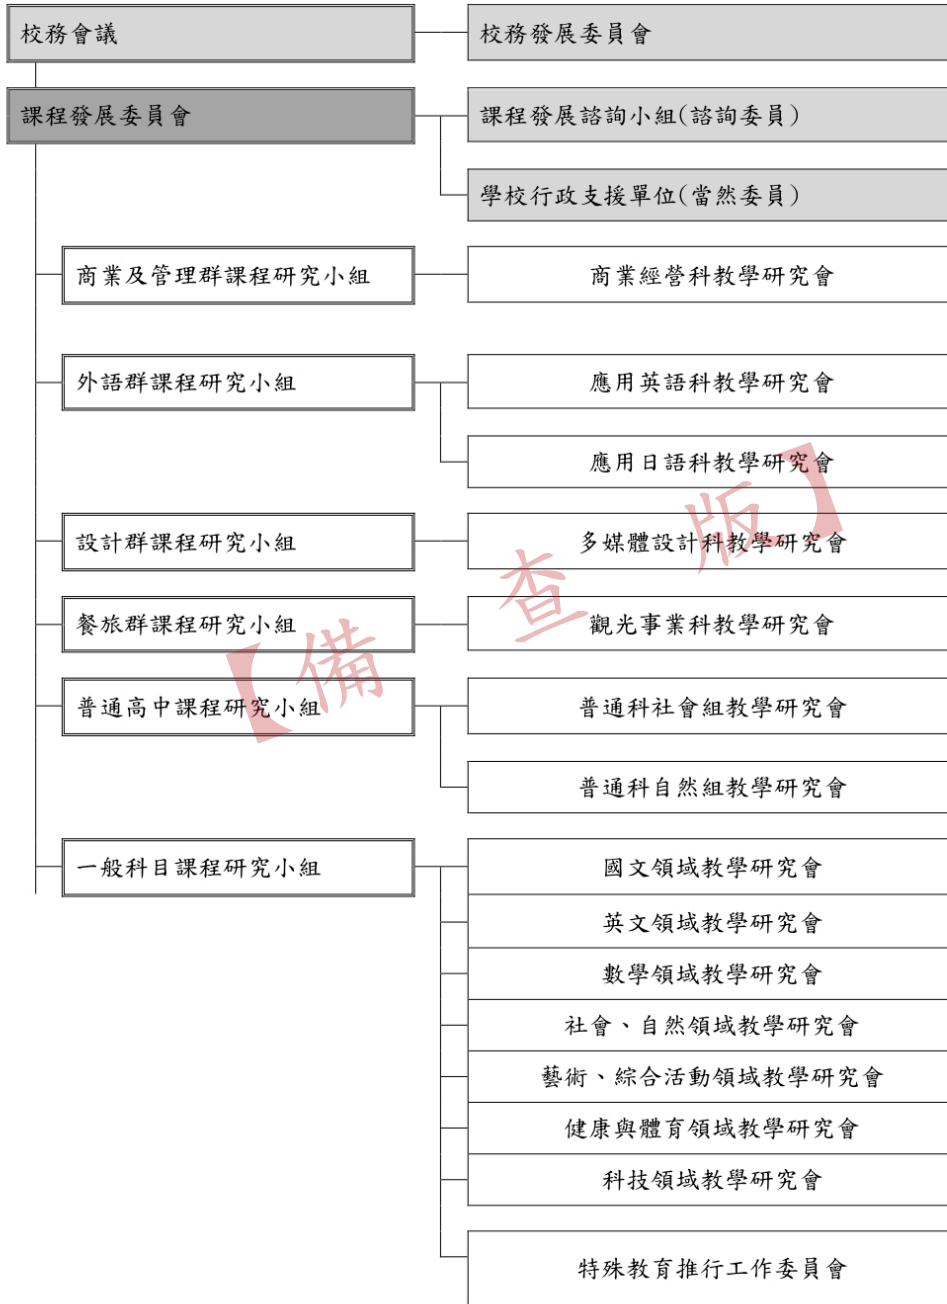 校務會議
校務發展委員會
課程發展委員會
課程發展諮詢小組(諮詢委員)
學校行政支援單位(當然委員)
商業及管理群課程研究小組
商業經營科教學研究會
外語群課程研究小組
應用英語科教學研究會
應用日語科教學研究會
設計群課程研究小組
多媒體設計科教學研究會
餐旅群課程研究小組
觀光事業科教學研究會
普通高中課程研究小組
普通科社會組教學研究會
普通科自然組教學研究會
一般科目課程研究小組
國文領域教學研究會
英文領域教學研究會
數學領域教學研究會
社會、自然領域教學研究會
藝術、綜合活動領域教學研究會
健康與體育領域教學研究會
科技領域教學研究會
特殊教育推行工作委員會
【備查版】